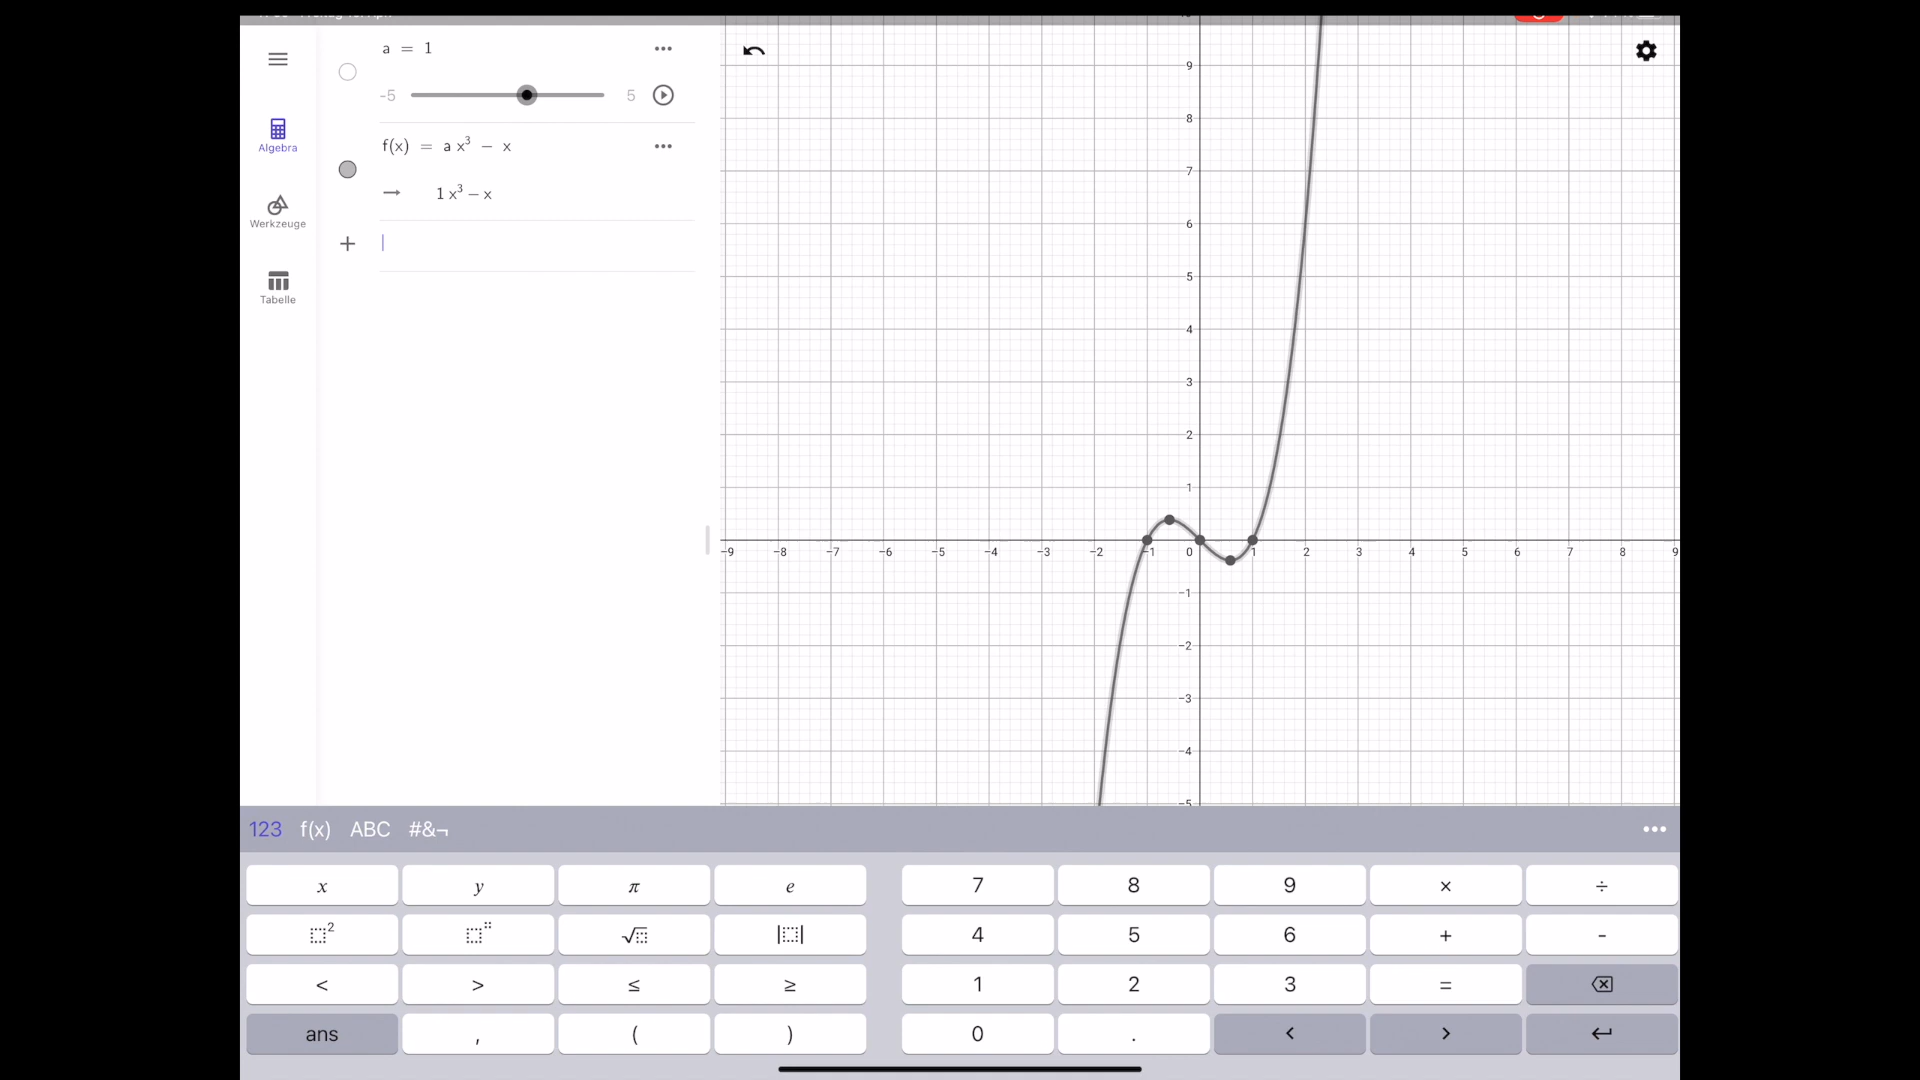 a = 1
-5
5
Algebra
f(x) = a x³ − x
→ 1 x³ − x
Werkzeuge
Tabelle
9
8
7
6
5
4
3
2
1
−9 −8 −7 −6 −5 −4 −3 −2 −1 0 1 2 3 4 5 6 7 8 9
−1
−2
−3
−4
−5
123 f(x) ABC #&¬
x y π e 7 8 9 × ÷
² √ | | 4 5 6 + -
< > ≤ ≥ 1 2 3 =
ans , ( ) 0 . < >